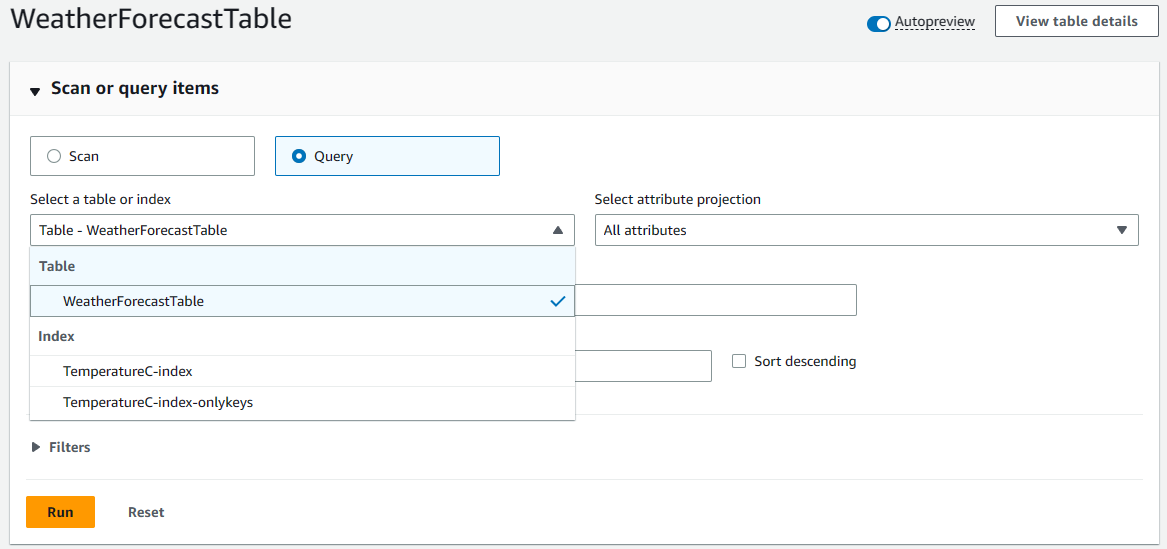 WeatherForecastTable
Autopreview
View table details
Scan or query items
Scan
Query
Select a table or index
Select attribute projection
Table - WeatherForecastTable
All attributes
Table
WeatherForecastTable
Index
TemperatureC-index
Sort descending
TemperatureC-index-onlykeys
Filters
Run
Reset